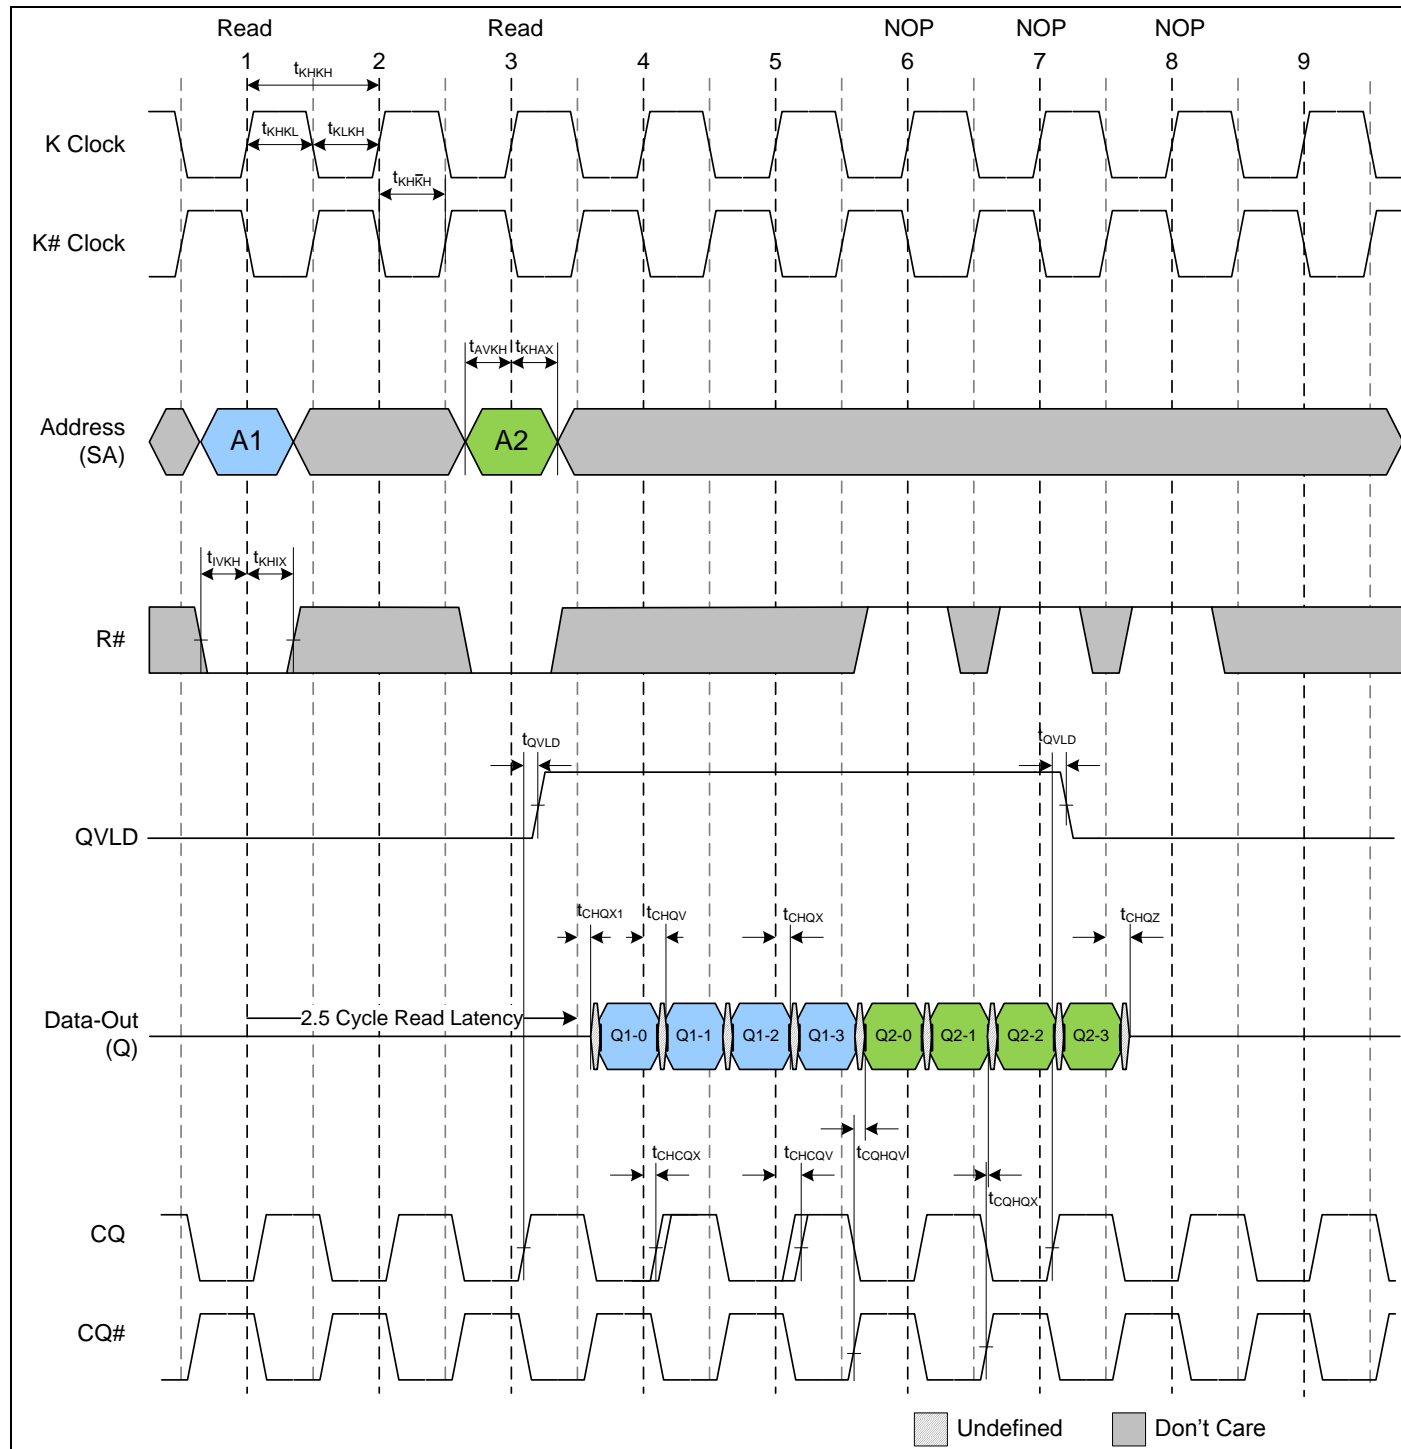 Read Read NOP NOP NOP
1 2 3 4 5 6 7 8 9
tKHKH
K Clock
tKHKL tKLKH
tKHK̅H
K# Clock
tAVKH tKHAX
Address
(SA)
A1 A2
tIVKH tKHIX
R#
tQVLD tQVLD
QVLD
tCHQX1 tCHQV tCHQX tCHQZ
Data-Out
(Q)
2.5 Cycle Read Latency
Q1-0 Q1-1 Q1-2 Q1-3 Q2-0 Q2-1 Q2-2 Q2-3
tCHCQX tCHCQV tCQHQV
tCQHQX
CQ
CQ#
Undefined Don't Care